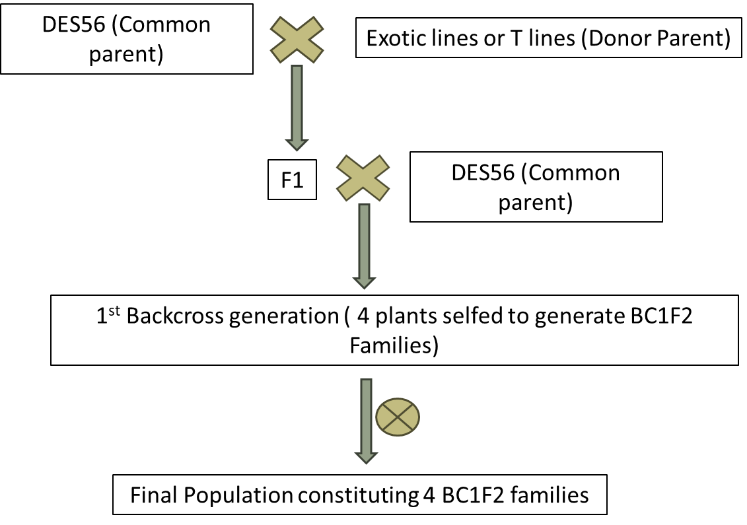 DES56 (Common
parent)
Exotic lines or T lines (Donor Parent)
F1
DES56 (Common
parent)
1st Backcross generation ( 4 plants selfed to generate BC1F2
Families)
Final Population constituting 4 BC1F2 families